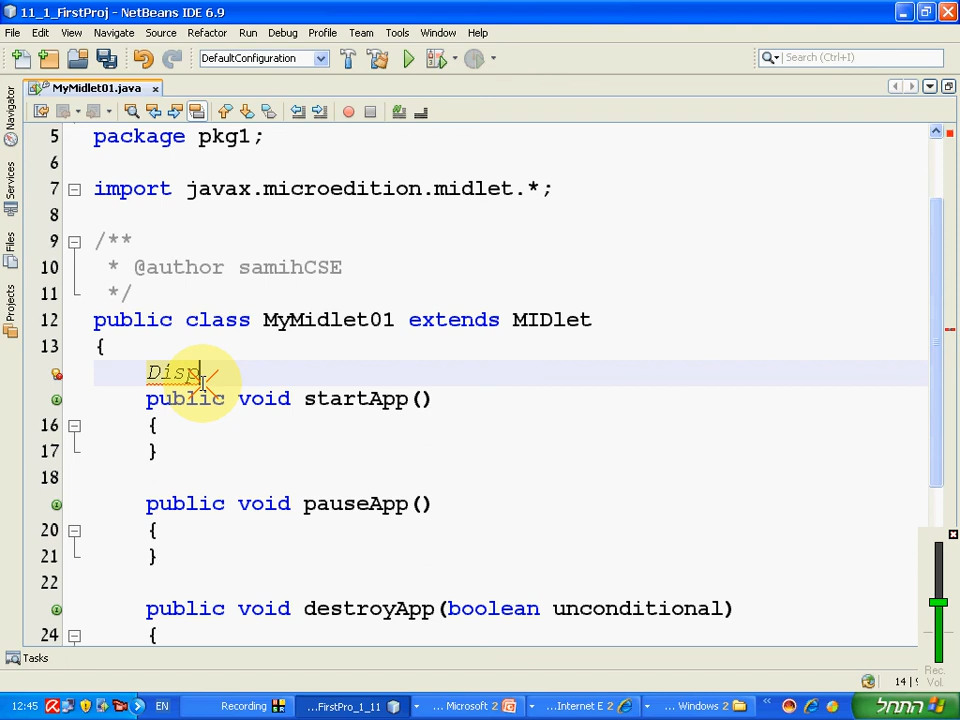 11_1_FirstProj - NetBeans IDE 6.9
File Edit View Navigate Source Refactor Run Debug Profile Team Tools Window Help
DefaultConfiguration
Search (Ctrl+I)
MyMidlet01.java
Navigator
Services
Files
Projects
5 package pkg1;
6
7 import javax.microedition.midlet.*;
8
9 /**
10 * @author samihCSE
11 */
12 public class MyMidlet01 extends MIDlet
13 {
Disp
public void startApp()
16 {
17 }
18
public void pauseApp()
20 {
21 }
22
public void destroyApp(boolean unconditional)
24 {
Tasks
14 | 9
Rec.
Vol.
12:45 EN Recording ...FirstPro_1_11 ... Microsoft 2 ...Internet E 2 ... Windows 2 התחל